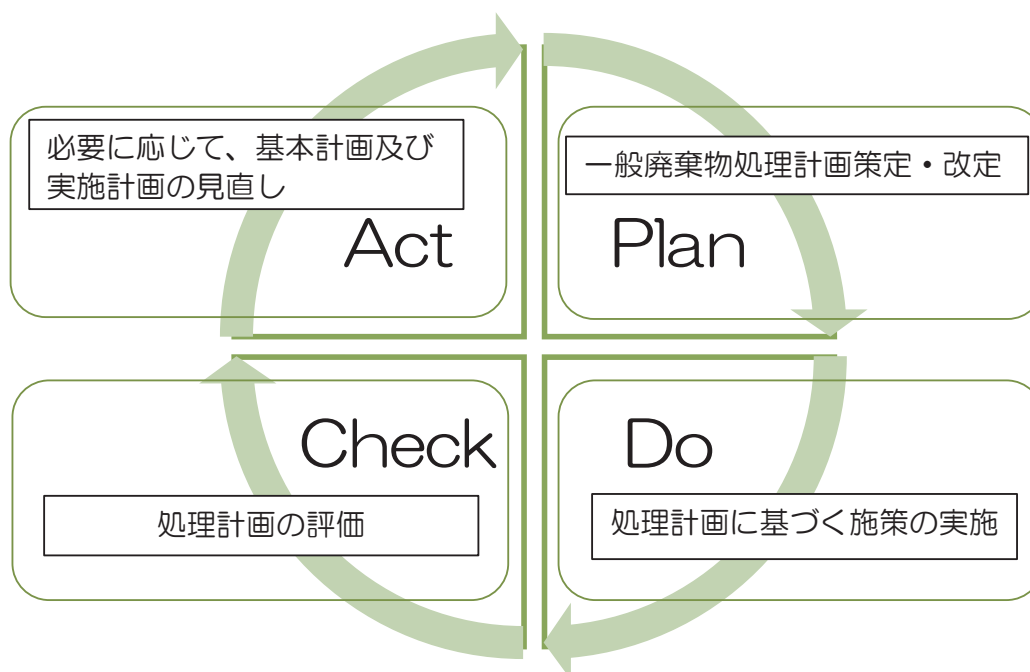 必要に応じて、基本計画及び
実施計画の見直し
Act
一般廃棄物処理計画策定・改定
Plan
Check
処理計画の評価
Do
処理計画に基づく施策の実施